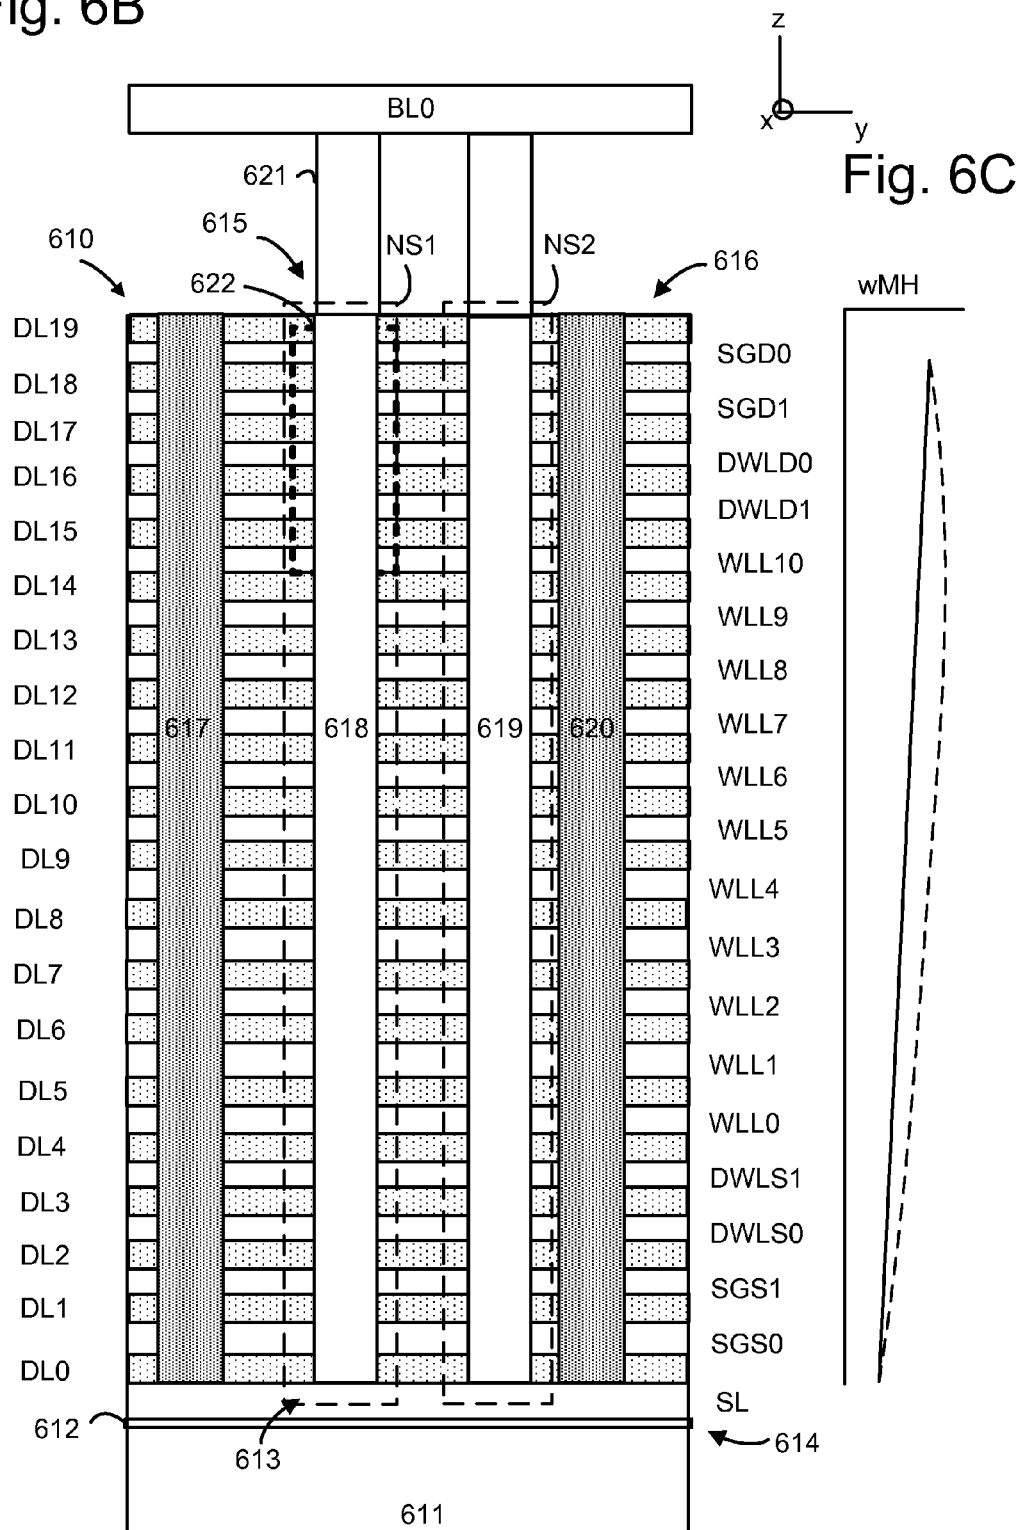 Fig. 6B
z
x
y
BL0
Fig. 6C
621
615
NS1
NS2
610
622
616
wMH
DL19
SGD0
DL18
SGD1
DL17
DWLD0
DL16
DWLD1
DL15
WLL10
DL14
WLL9
DL13
WLL8
DL12
WLL7
617
618
619
620
DL11
WLL6
DL10
WLL5
DL9
WLL4
DL8
WLL3
DL7
WLL2
DL6
WLL1
DL5
WLL0
DL4
DWLS1
DL3
DWLS0
DL2
SGS1
DL1
SGS0
DL0
SL
612
614
613
611